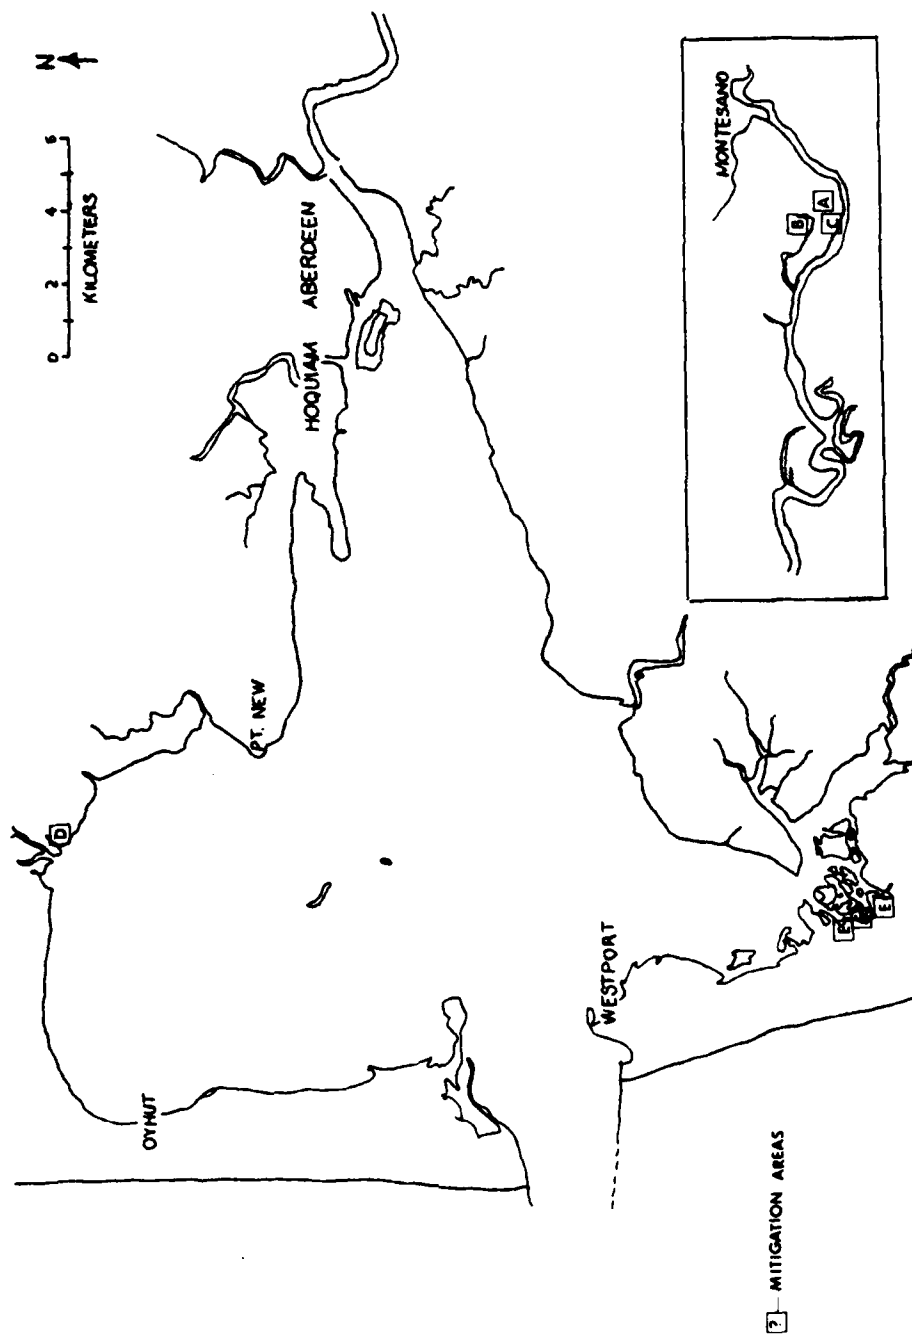 N
0 2 4 6
KILOMETERS
D
OYHUT
PT. NEW
HOQUIAM ABERDEEN
WESTPORT
MONTESANO
B
A
C
E
? MITIGATION AREAS